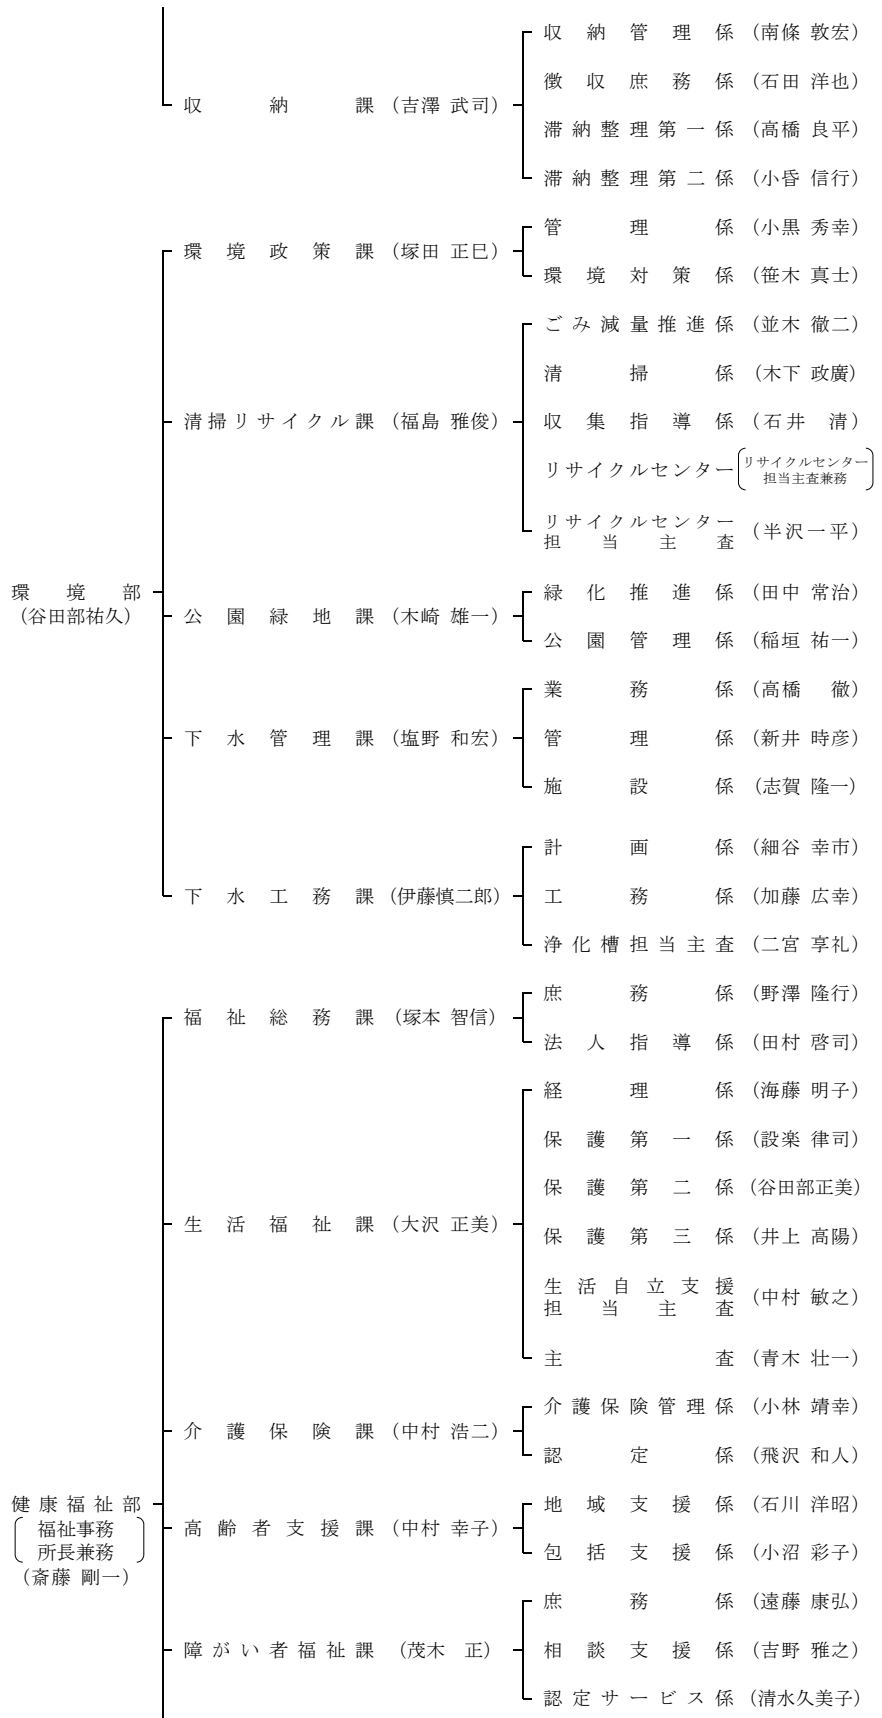 収納管理係（南條 敦宏）
徴収庶務係（石田 洋也）
収納課（吉澤 武司）
滞納整理第一係（高橋 良平）
滞納整理第二係（小昏 信行）
管理係（小黒 秀幸）
環境政策課（塚田 正巳）
環境対策係（笹木 真士）
ごみ減量推進係（並木 徹二）
清掃係（木下 政廣）
清掃リサイクル課（福島 雅俊）
収集指導係（石井 清）
リサイクルセンター（リサイクルセンター
担当主査兼務）
リサイクルセンター
担当主査（半沢一平）
環境部
（谷田部祐久）
緑化推進係（田中 常治）
公園緑地課（木崎 雄一）
公園管理係（稲垣 祐一）
業務係（高橋 徹）
下水管理課（塩野 和宏）
管理係（新井 時彦）
施設係（志賀 隆一）
計画係（細谷 幸市）
下水工務課（伊藤慎二郎）
工務係（加藤 広幸）
浄化槽担当主査（二宮 享礼）
庶務係（野澤 隆行）
福祉総務課（塚本 智信）
法人指導係（田村 啓司）
経理係（海藤 明子）
保護第一係（設楽 律司）
保護第二係（谷田部正美）
生活福祉課（大沢 正美）
保護第三係（井上 高陽）
生活自立支援
担当主査（中村 敏之）
主査（青木 壮一）
介護保険管理係（小林 靖幸）
介護保険課（中村 浩二）
認定係（飛沢 和人）
健康福祉部
（福祉事務
所長兼務）
（斎藤 剛一）
地域支援係（石川 洋昭）
高齢者支援課（中村 幸子）
包括支援係（小沼 彩子）
庶務係（遠藤 康弘）
障がい者福祉課（茂木 正）
相談支援係（吉野 雅之）
認定サービス係（清水久美子）